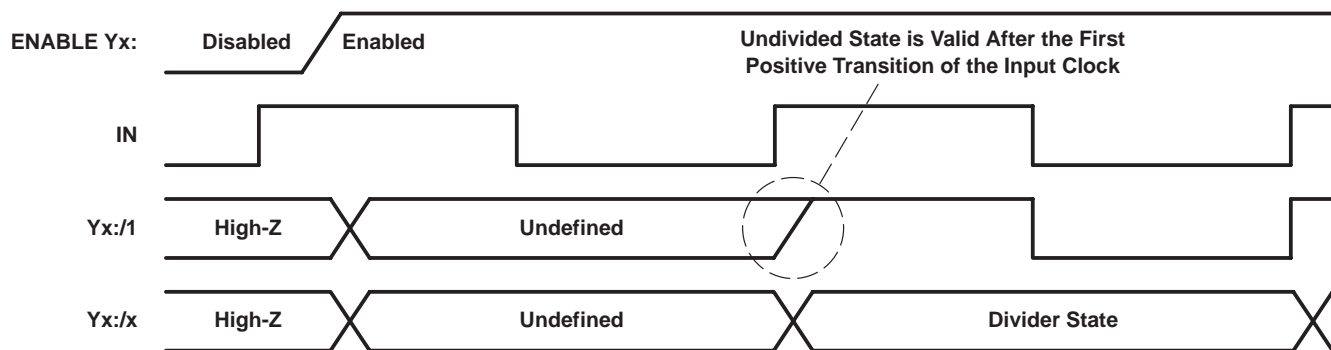 ENABLE Yx: Disabled Enabled
Undivided State is Valid After the First
Positive Transition of the Input Clock
IN
Yx:/1 High-Z Undefined
Yx:/x High-Z Undefined Divider State